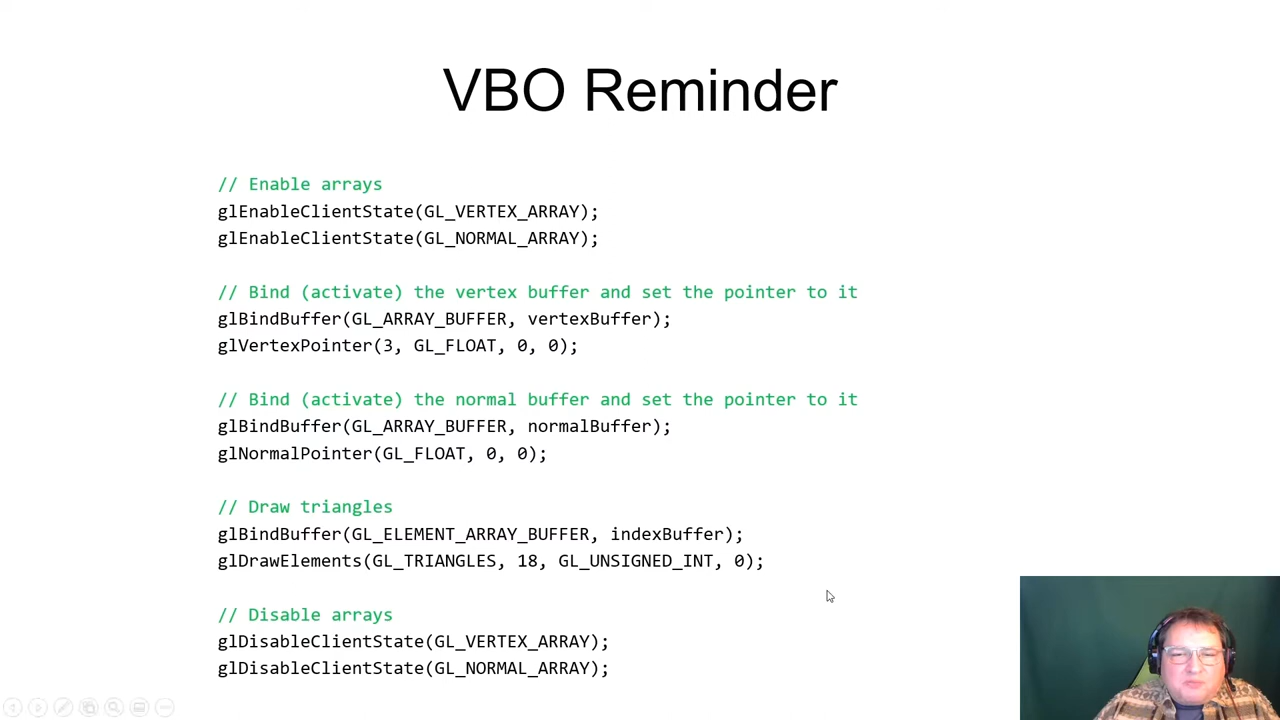 VBO Reminder
// Enable arrays
glEnableClientState(GL_VERTEX_ARRAY);
glEnableClientState(GL_NORMAL_ARRAY);
// Bind (activate) the vertex buffer and set the pointer to it
glBindBuffer(GL_ARRAY_BUFFER, vertexBuffer);
glVertexPointer(3, GL_FLOAT, 0, 0);
// Bind (activate) the normal buffer and set the pointer to it
glBindBuffer(GL_ARRAY_BUFFER, normalBuffer);
glNormalPointer(GL_FLOAT, 0, 0);
// Draw triangles
glBindBuffer(GL_ELEMENT_ARRAY_BUFFER, indexBuffer);
glDrawElements(GL_TRIANGLES, 18, GL_UNSIGNED_INT, 0);
// Disable arrays
glDisableClientState(GL_VERTEX_ARRAY);
glDisableClientState(GL_NORMAL_ARRAY);